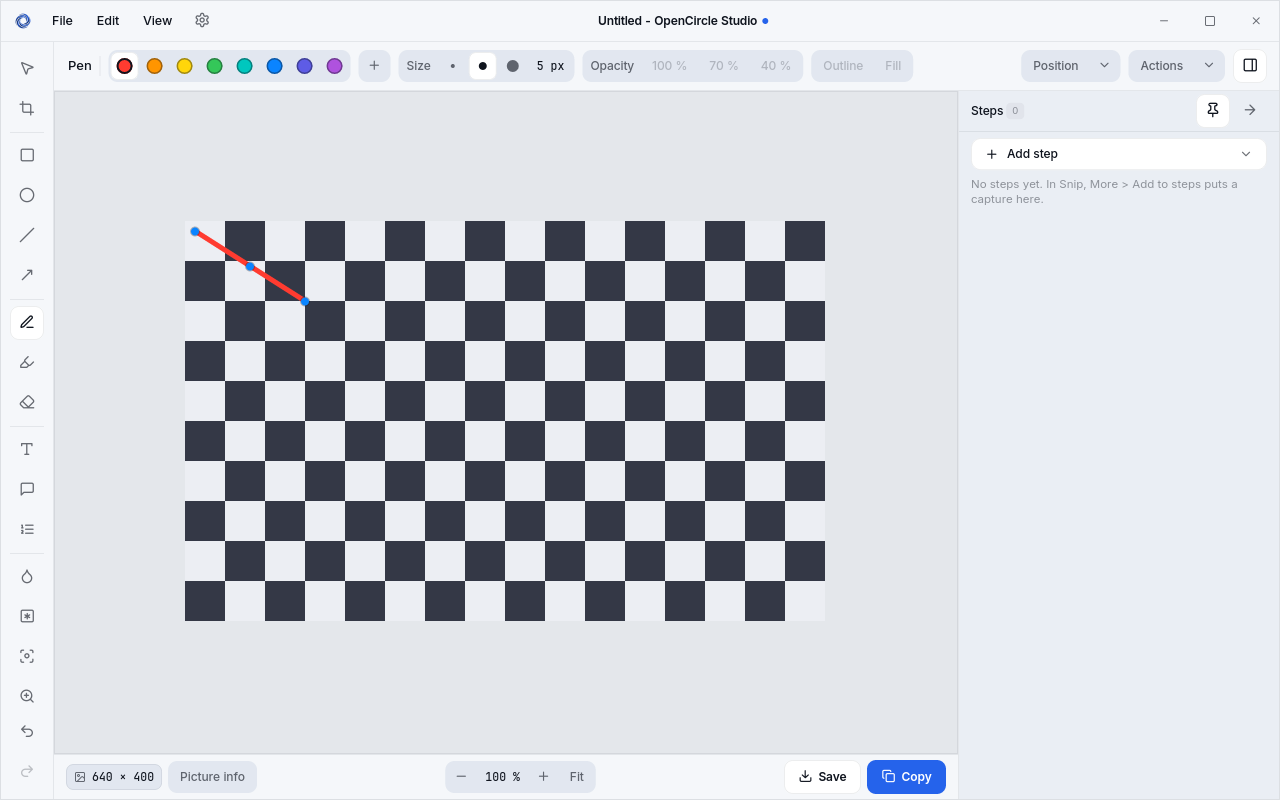 File Edit View Untitled - OpenCircle Studio
Pen Size 5 px Opacity 100 % 70 % 40 % Outline Fill Position Actions
Steps 0
Add step
No steps yet. In Snip, More > Add to steps puts a
capture here.
640 × 400 Picture info 100 % Fit Save Copy